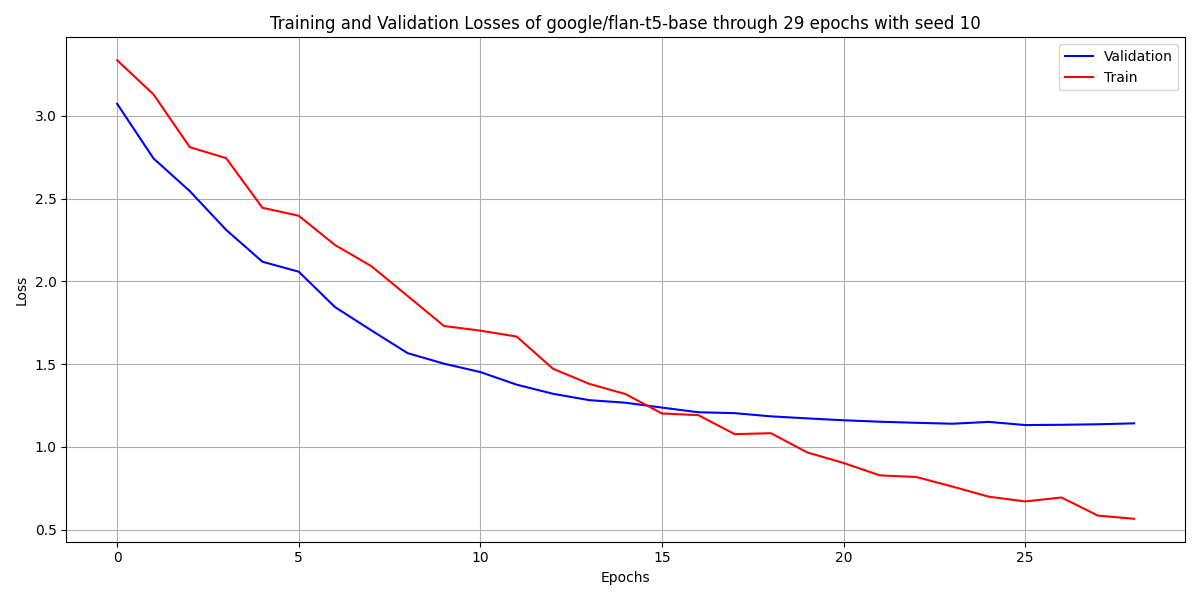 Training and Validation Losses of google/flan-t5-base through 29 epochs with seed 10
Validation
Train
Loss
3.0
2.5
2.0
1.5
1.0
0.5
0 5 10 15 20 25
Epochs